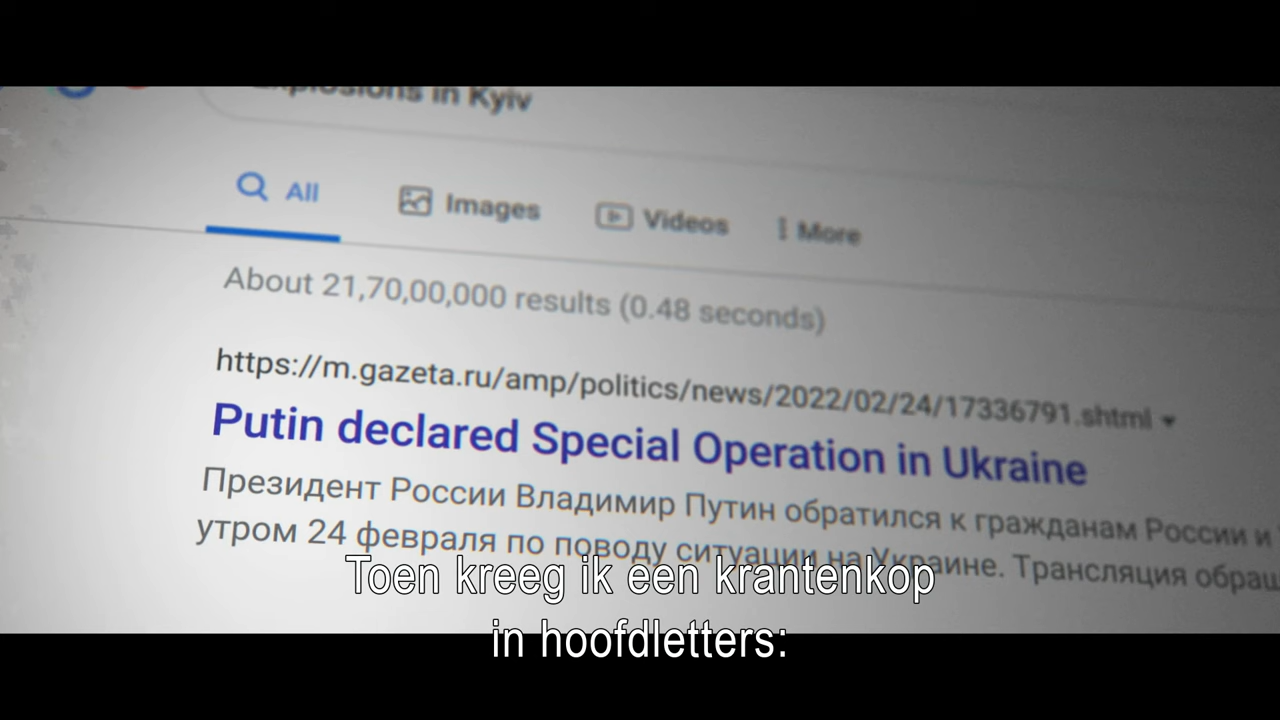 Explosions in Kyiv
All Images Videos More
About 21,70,00,000 results (0.48 seconds)
https://m.gazeta.ru/amp/politics/news/2022/02/24/17336791.shtml
Putin declared Special Operation in Ukraine
Президент России Владимир Путин обратился к гражданам России и
утром 24 февраля по поводу ситуации на Украине. Трансляция
Toen kreeg ik een krantenkop
in hoofdletters: